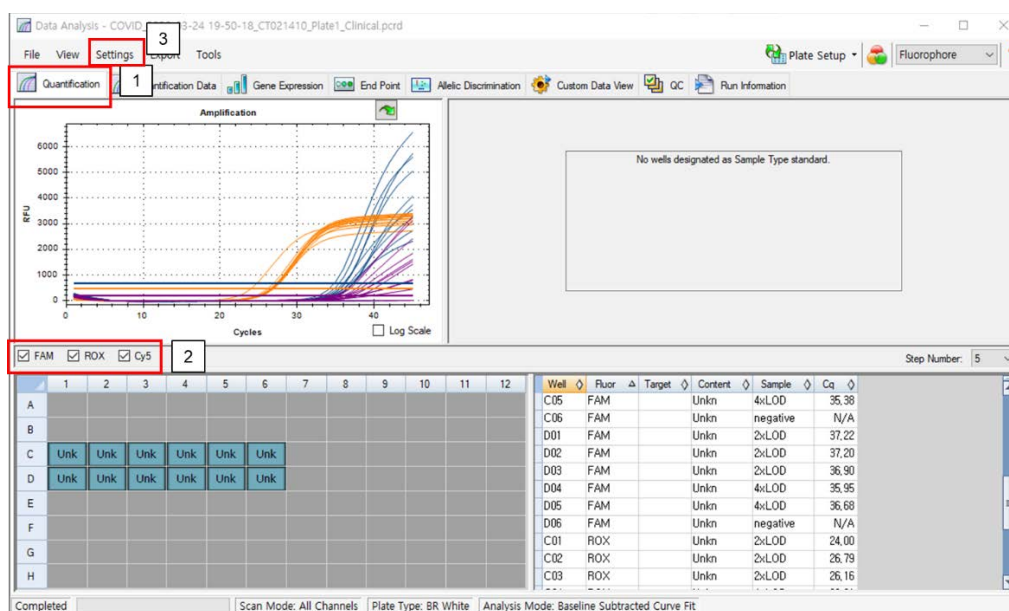 Data Analysis - COVID_ 3-24 19-50-18_CT021410_Plate1_Clinical.pcrd
3
File View Settings Export Tools Plate Setup Fluorophore
Quantification 1 Data Gene Expression End Point Allelic Discrimination Custom Data View QC Run Information
Amplification
No wells designated as Sample Type standard.
RFU
6000
5000
4000
3000
2000
1000
0
0 10 20 30 40
Cycles
Log Scale
FAM ROX Cy5 2 Step Number: 5
1 2 3 4 5 6 7 8 9 10 11 12
A
B
C Unk Unk Unk Unk Unk Unk
D Unk Unk Unk Unk Unk Unk
E
F
G
H
Well Fluor Target Content Sample Cq
C05 FAM Unkn 4xLOD 35,38
C06 FAM Unkn negative N/A
D01 FAM Unkn 2xLOD 37,22
D02 FAM Unkn 2xLOD 37,20
D03 FAM Unkn 2xLOD 36,90
D04 FAM Unkn 4xLOD 35,95
D05 FAM Unkn 4xLOD 36,68
D06 FAM Unkn negative N/A
C01 ROX Unkn 2xLOD 24,00
C02 ROX Unkn 2xLOD 26,79
C03 ROX Unkn 2xLOD 26,16
Completed Scan Mode: All Channels Plate Type: BR White Analysis Mode: Baseline Subtracted Curve Fit